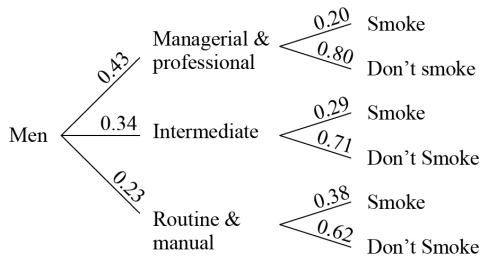 0.20 Smoke
Managerial &
professional
0.80 Don’t smoke
0.43
0.29 Smoke
Men 0.34 Intermediate
0.71 Don’t Smoke
0.23
0.38 Smoke
Routine &
manual
0.62 Don’t Smoke